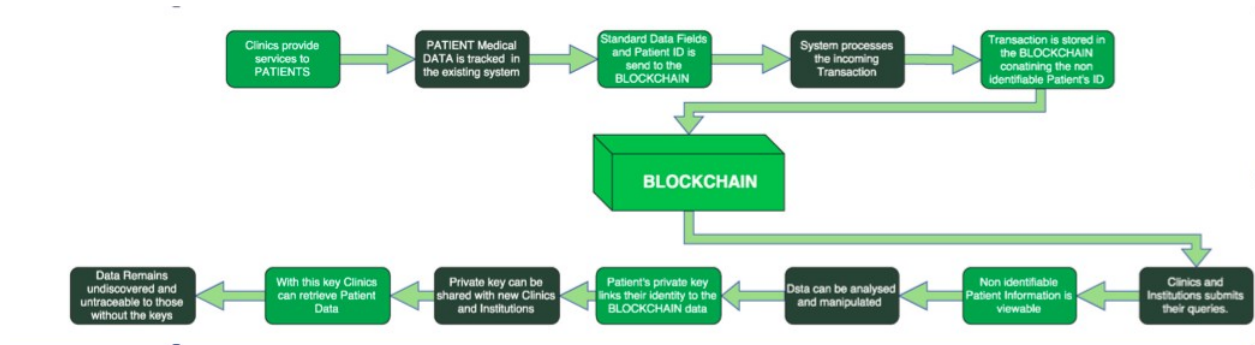 Clinics provide
services to
PATIENTS
PATIENT Medical
DATA is tracked in
the existing system
Standard Data Fields
and Patient ID is
send to the
BLOCKCHAIN
System processes
the incoming
Transaction
Transaction is stored in
the BLOCKCHAIN
conatining the non
identifiable Patient's ID
BLOCKCHAIN
Clinics and
Institutions submits
their queries.
Non identifiable
Patient Information is
viewable
Dsta can be analysed
and manipulated
Patient's private key
links their identity to the
BLOCKCHAIN data
Private key can be
shared with new Clinics
and Institutions
With this key Clinics
can retrieve Patient
Data
Data Remains
undiscovered and
untraceable to those
without the keys